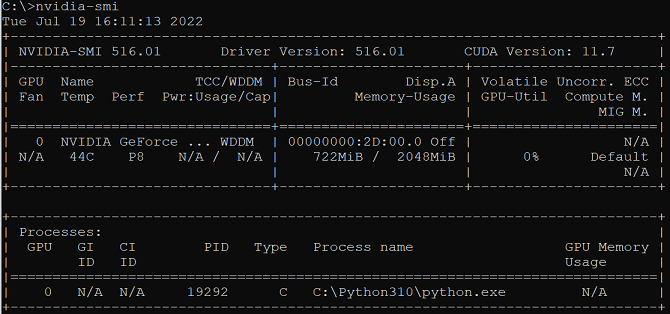 C:\>nvidia-smi
Tue Jul 19 16:11:13 2022
+-----------------------------------------------------------------------------+
| NVIDIA-SMI 516.01       Driver Version: 516.01       CUDA Version: 11.7     |
|-------------------------------+----------------------+----------------------+
| GPU  Name            TCC/WDDM | Bus-Id        Disp.A | Volatile Uncorr. ECC |
| Fan  Temp  Perf  Pwr:Usage/Cap|         Memory-Usage | GPU-Util  Compute M. |
|                               |                      |               MIG M. |
|===============================+======================+======================|
|   0  NVIDIA GeForce ... WDDM  | 00000000:2D:00.0 Off |                  N/A |
| N/A   44C    P8    N/A /  N/A |    722MiB /  2048MiB |      0%      Default |
|                               |                      |                  N/A |
+-------------------------------+----------------------+----------------------+

+-----------------------------------------------------------------------------+
| Processes:                                                                  |
|  GPU   GI   CI        PID   Type   Process name                  GPU Memory |
|        ID   ID                                                   Usage      |
|=============================================================================|
|    0   N/A  N/A     19292      C   C:\Python310\python.exe         N/A      |
+-----------------------------------------------------------------------------+